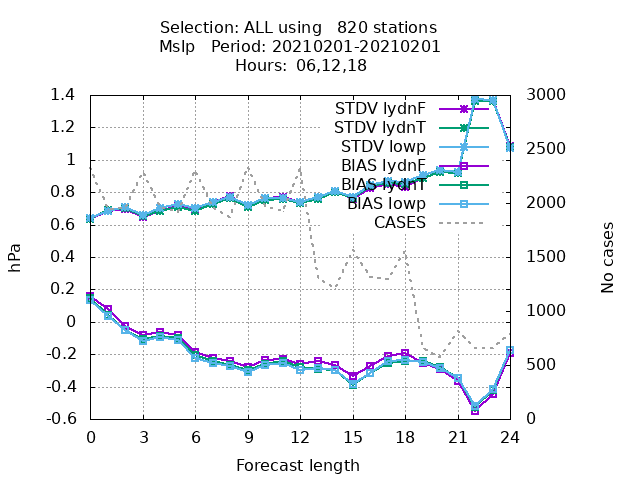 Selection: ALL using   820 stations
Mslp   Period: 20210201-20210201
Hours: 06,12,18
1.4
1.2
1
0.8
0.6
0.4
0.2
0
-0.2
-0.4
-0.6
hPa
STDV lydnF
STDV lydnT
STDV lowp
BIAS lydnF
BIAS lydnT
BIAS lowp
CASES
3000
2500
2000
1500
1000
500
0
No cases
0 3 6 9 12 15 18 21 24
Forecast length